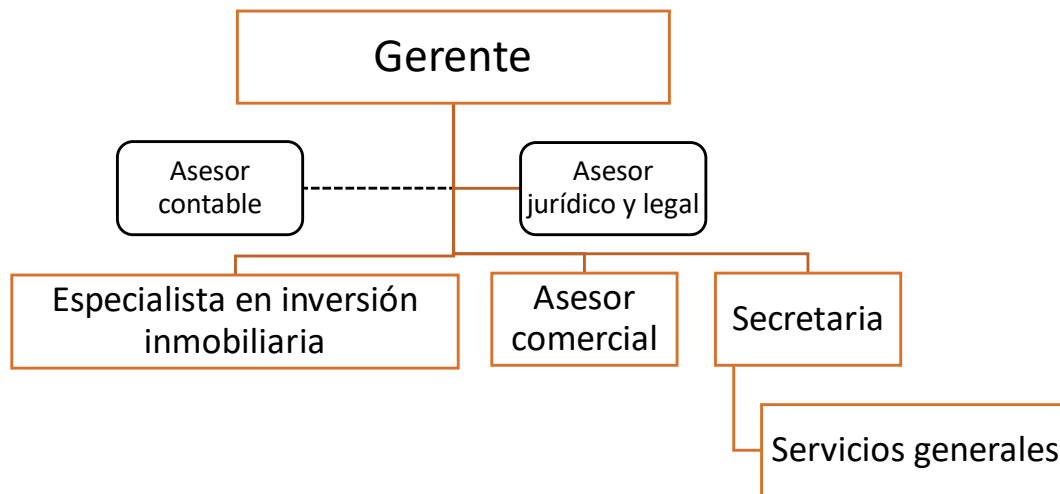 Gerente
Asesor
contable
Asesor
jurídico y legal
Especialista en inversión
inmobiliaria
Asesor
comercial
Secretaria
Servicios generales